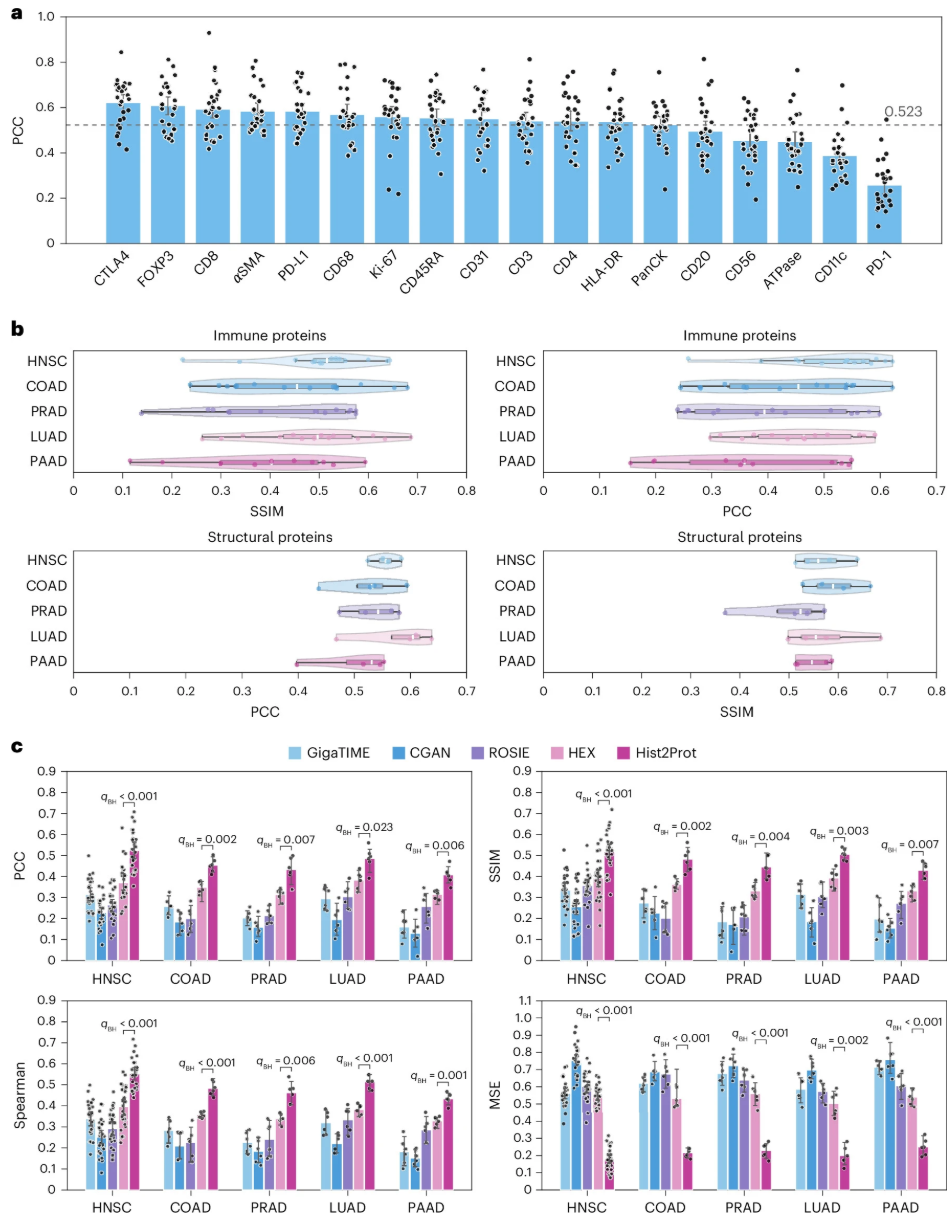 a
1.0
0.8
0.6
0.4
0.2
0
PCC
0.523
CTLA4
FOXP3
CD8
αSMA
PD-L1
CD68
Ki-67
CD45RA
CD31
CD3
CD4
HLA-DR
PanCK
CD20
CD56
ATPase
CD11c
PD-1
b
Immune proteins
HNSC
COAD
PRAD
LUAD
PAAD
0 0.1 0.2 0.3 0.4 0.5 0.6 0.7 0.8
SSIM
Immune proteins
HNSC
COAD
PRAD
LUAD
PAAD
0 0.1 0.2 0.3 0.4 0.5 0.6 0.7
PCC
Structural proteins
HNSC
COAD
PRAD
LUAD
PAAD
0 0.1 0.2 0.3 0.4 0.5 0.6 0.7
PCC
Structural proteins
HNSC
COAD
PRAD
LUAD
PAAD
0 0.1 0.2 0.3 0.4 0.5 0.6 0.7 0.8
SSIM
c
GigaTIME CGAN ROSIE HEX Hist2Prot
0.9
0.8
0.7
0.6
0.5
0.4
0.3
0.2
0.1
0
PCC
qBH < 0.001
qBH = 0.002
qBH = 0.007
qBH = 0.023
qBH = 0.006
HNSC COAD PRAD LUAD PAAD
0.9
0.8
0.7
0.6
0.5
0.4
0.3
0.2
0.1
0
SSIM
qBH < 0.001
qBH = 0.002
qBH = 0.004
qBH = 0.003
qBH = 0.007
HNSC COAD PRAD LUAD PAAD
0.9
0.8
0.7
0.6
0.5
0.4
0.3
0.2
0.1
0
Spearman
qBH < 0.001
qBH < 0.001
qBH = 0.006
qBH < 0.001
qBH = 0.001
HNSC COAD PRAD LUAD PAAD
1.1
1.0
0.9
0.8
0.7
0.6
0.5
0.4
0.3
0.2
0.1
0
MSE
qBH < 0.001
qBH < 0.001
qBH < 0.001
qBH = 0.002
qBH < 0.001
HNSC COAD PRAD LUAD PAAD